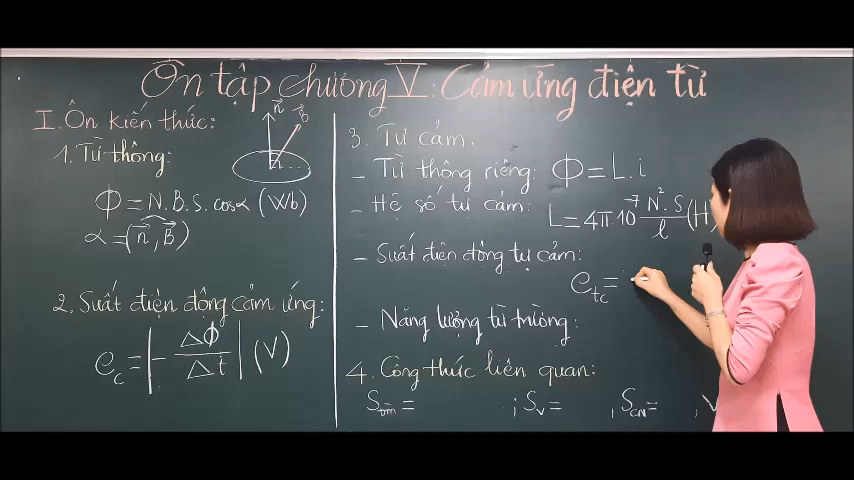 Ôn tập chương V: Cảm ứng điện từ
I. Ôn kiến thức:
1. Từ thông:
n B
Φ = N.B.S.cosα (Wb)
α = (n, B)
2. Suất điện động cảm ứng:
e_c = |- ΔΦ/Δt| (V)
3. Tự cảm.
- Từ thông riêng: Φ = L.i
- Hệ số tự cảm: L = 4π.10^-7 N².S/l (H)
- Suất điện động tự cảm:
e_tc =
- Năng lượng từ trường:
4. Công thức liên quan:
S_tròn = ; S_V = ; S_CN = ; V